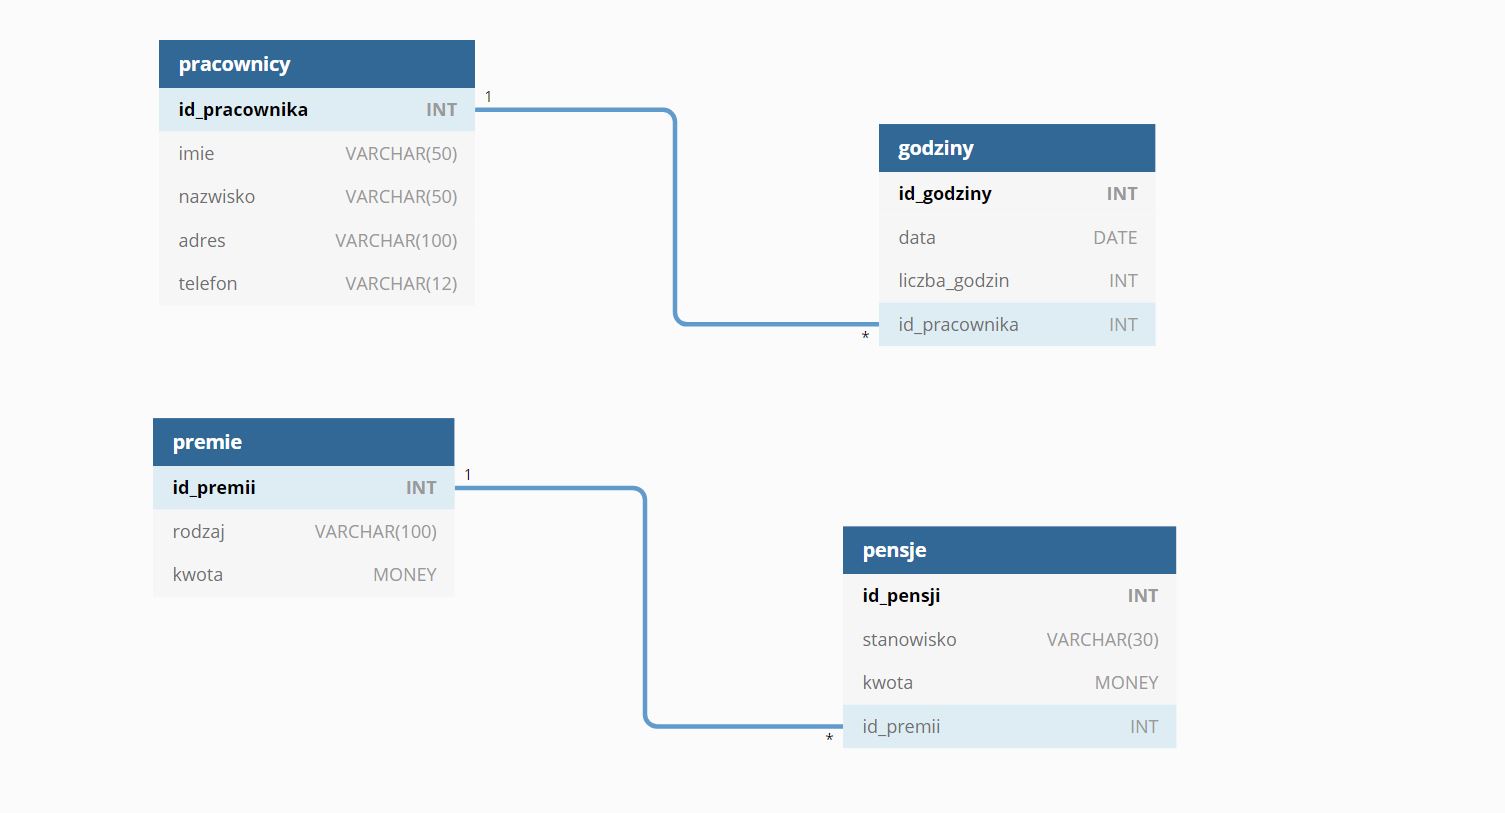 pracownicy
id_pracownika INT
imie VARCHAR(50)
nazwisko VARCHAR(50)
adres VARCHAR(100)
telefon VARCHAR(12)
1
godziny
id_godziny INT
data DATE
liczba_godzin INT
id_pracownika INT
*
premie
id_premii INT
rodzaj VARCHAR(100)
kwota MONEY
1
pensje
id_pensji INT
stanowisko VARCHAR(30)
kwota MONEY
id_premii INT
*